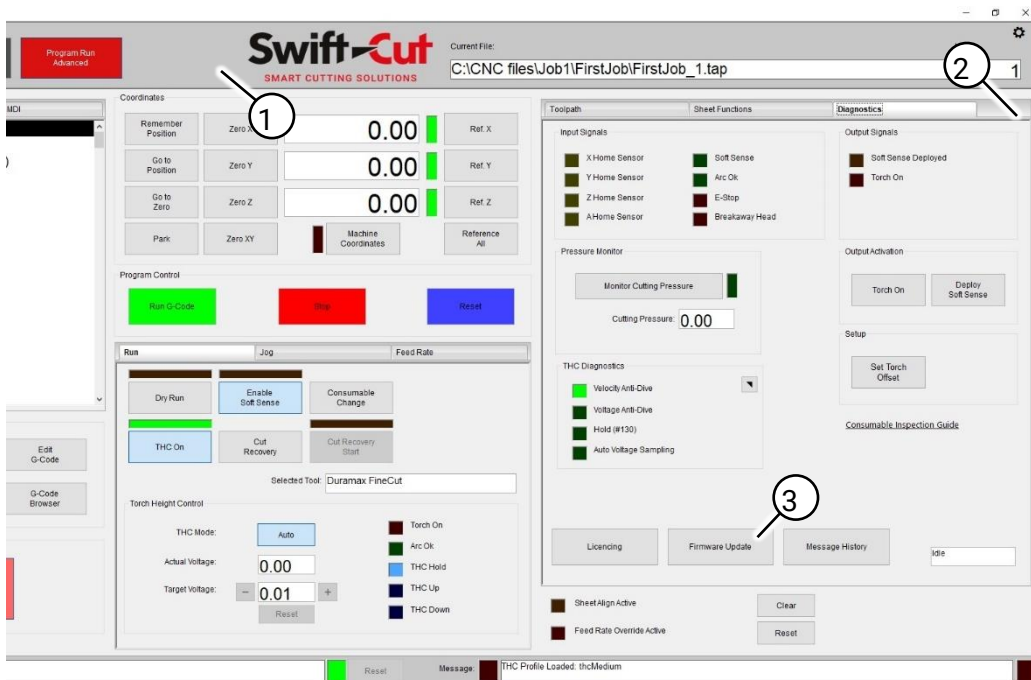 Program Run
Advanced
Swift-Cut
SMART CUTTING SOLUTIONS
Current File:
C:\CNC files\Job1\FirstJob\FirstJob_1.tap
1
1
2
MDI
)
Edit
G-Code
G-Code
Browser
Coordinates
Remember
Position
Zero X
0.00
Ref. X
Go to
Position
Zero Y
0.00
Ref. Y
Go to
Zero
Zero Z
0.00
Ref. Z
Park
Zero XY
Machine
Coordinates
Reference
All
Program Control
Run G-Code
Stop
Reset
Run
Jog
Feed Rate
Dry Run
Enable
Soft Sense
Consumable
Change
THC On
Cut
Recovery
Cut Recovery
Start
Selected Tool: Duramax FineCut
Torch Height Control
THC Mode:
Auto
Actual Voltage:
0.00
Target Voltage:
- 0.01 +
Reset
Torch On
Arc Ok
THC Hold
THC Up
THC Down
Toolpath
Sheet Functions
Diagnostics
Input Signals
X Home Sensor
Y Home Sensor
Z Home Sensor
A Home Sensor
Soft Sense
Arc Ok
E-Stop
Breakaway Head
Output Signals
Soft Sense Deployed
Torch On
Pressure Monitor
Monitor Cutting Pressure
Cutting Pressure: 0.00
Output Activation
Torch On
Deploy
Soft Sense
Setup
Set Torch
Offset
Consumable Inspection Guide
THC Diagnostics
Velocity Anti-Dive
Voltage Anti-Dive
Hold (#130)
Auto Voltage Sampling
3
Licencing
Firmware Update
Message History
Idle
Sheet Align Active
Clear
Feed Rate Override Active
Reset
Reset
Message: THC Profile Loaded: thcMedium